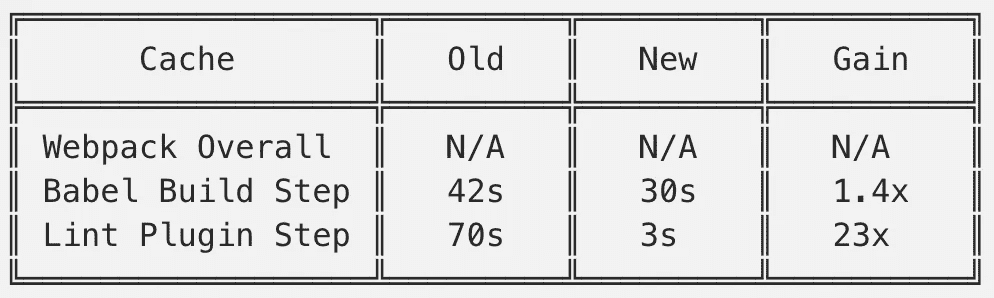 Cache Old New Gain
Webpack Overall N/A N/A N/A
Babel Build Step 42s 30s 1.4x
Lint Plugin Step 70s 3s 23x